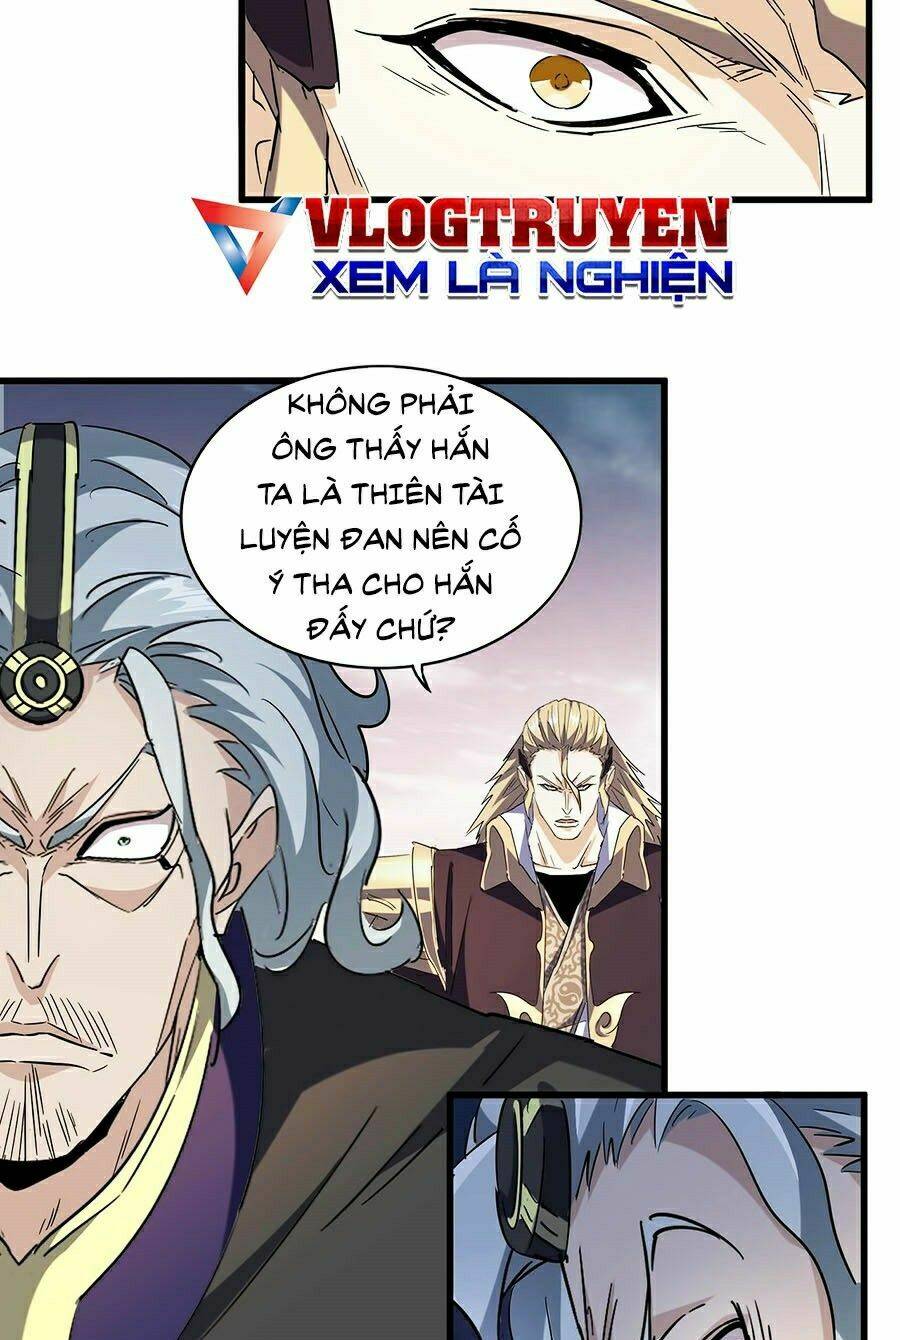 VLOGTRUYEN
XEM LÀ NGHIỆN
KHÔNG PHẢI
ÔNG THẤY HẮN
TA LÀ THIÊN TÀI
LUYỆN ĐAN NÊN CỐ
Ý THA CHO HẮN
ĐẤY CHỨ?